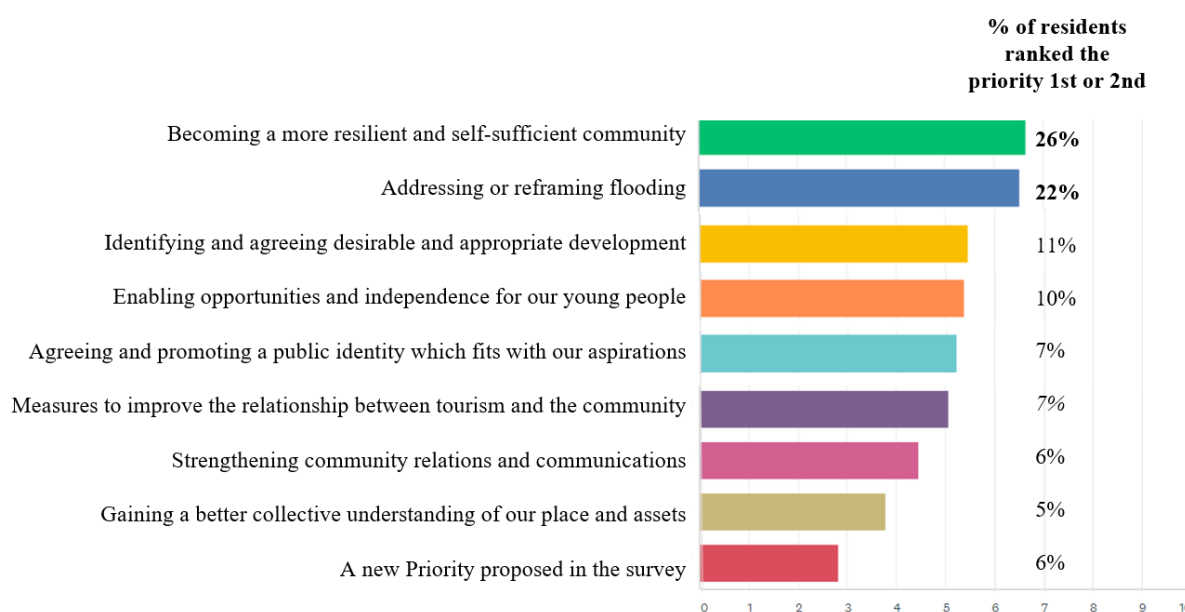 % of residents
ranked the
priority 1st or 2nd
Becoming a more resilient and self-sufficient community 26%
Addressing or reframing flooding 22%
Identifying and agreeing desirable and appropriate development 11%
Enabling opportunities and independence for our young people 10%
Agreeing and promoting a public identity which fits with our aspirations 7%
Measures to improve the relationship between tourism and the community 7%
Strengthening community relations and communications 6%
Gaining a better collective understanding of our place and assets 5%
A new Priority proposed in the survey 6%
0 1 2 3 4 5 6 7 8 9